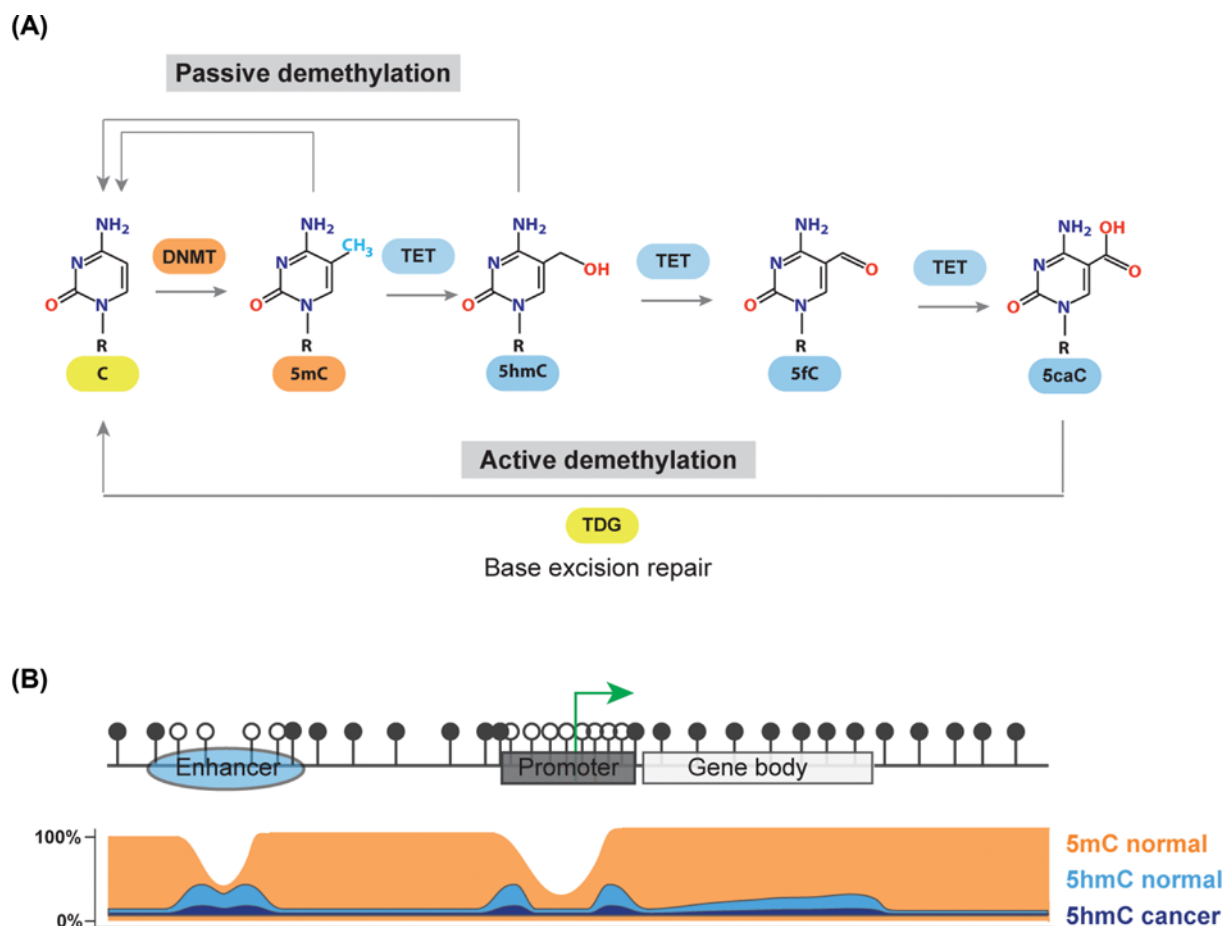 (A)
Passive demethylation
NH2 NH2 CH3 NH2 OH NH2 O NH2 OH O
DNMT TET TET TET
N N O N N O N N O N N O N N O
R R R R R
C 5mC 5hmC 5fC 5caC
Active demethylation
TDG
Base excision repair
(B)
Enhancer Promoter Gene body
100%
5mC normal
5hmC normal
0%
5hmC cancer